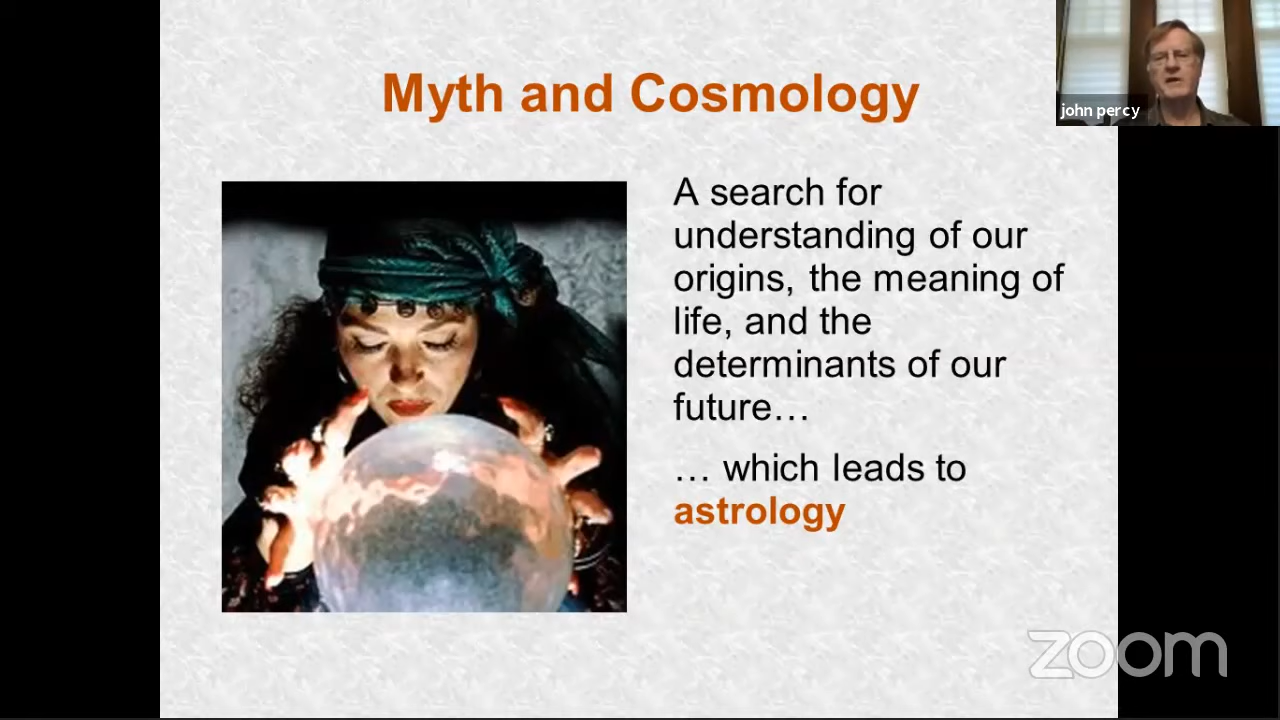 Myth and Cosmology
john percy
A search for
understanding of our
origins, the meaning of
life, and the
determinants of our
future…
… which leads to
astrology
zoom